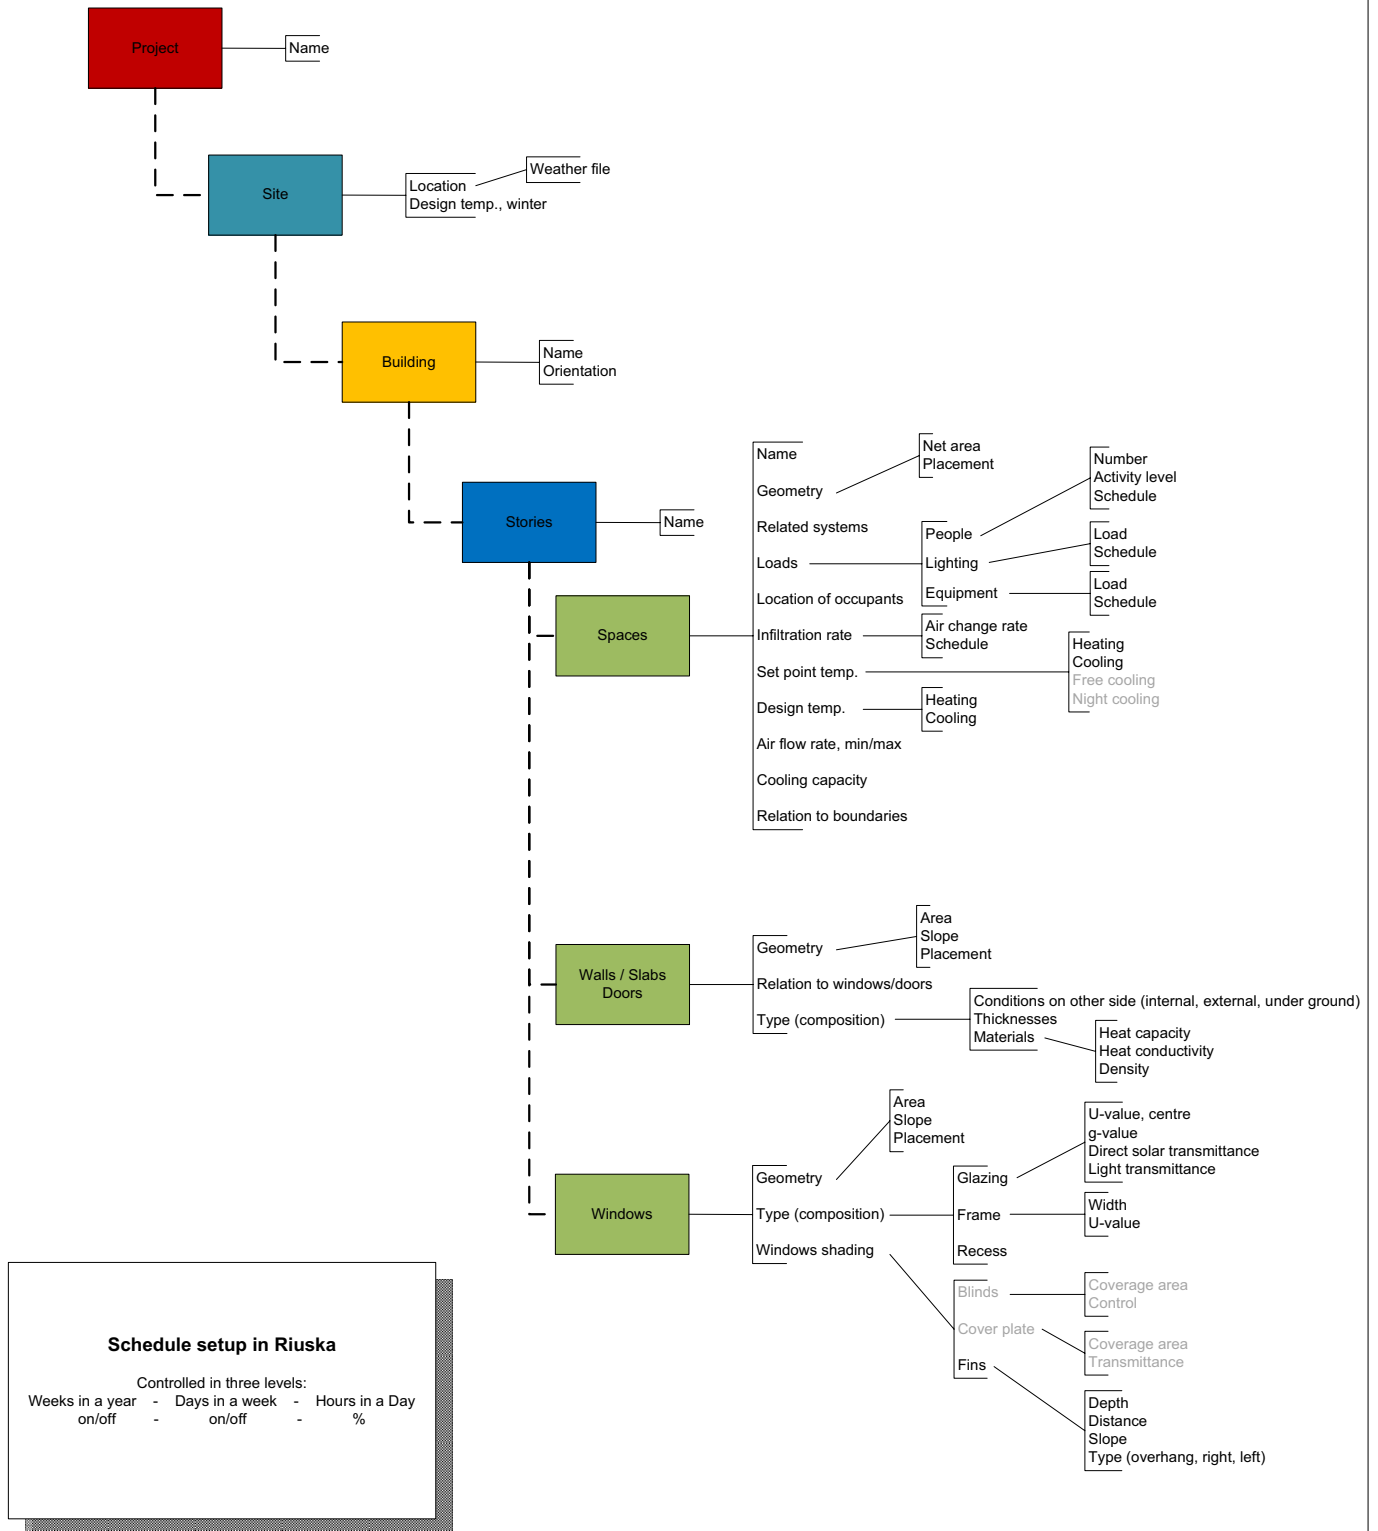 Project
Name
Site
Location
Design temp., winter
Weather file
Building
Name
Orientation
Stories
Name
Spaces
Name
Geometry
Net area
Placement
Related systems
Loads
People
Number
Activity level
Schedule
Lighting
Load
Schedule
Equipment
Load
Schedule
Location of occupants
Infiltration rate
Air change rate
Schedule
Set point temp.
Heating
Cooling
Free cooling
Night cooling
Design temp.
Heating
Cooling
Air flow rate, min/max
Cooling capacity
Relation to boundaries
Walls / Slabs
Doors
Geometry
Area
Slope
Placement
Relation to windows/doors
Type (composition)
Conditions on other side (internal, external, under ground)
Thicknesses
Materials
Heat capacity
Heat conductivity
Density
Windows
Geometry
Area
Slope
Placement
Type (composition)
Glazing
U-value, centre
g-value
Direct solar transmittance
Light transmittance
Frame
Width
U-value
Recess
Windows shading
Blinds
Coverage area
Control
Cover plate
Coverage area
Transmittance
Fins
Depth
Distance
Slope
Type (overhang, right, left)
Schedule setup in Riuska
Controlled in three levels:
Weeks in a year - Days in a week - Hours in a Day
on/off - on/off - %